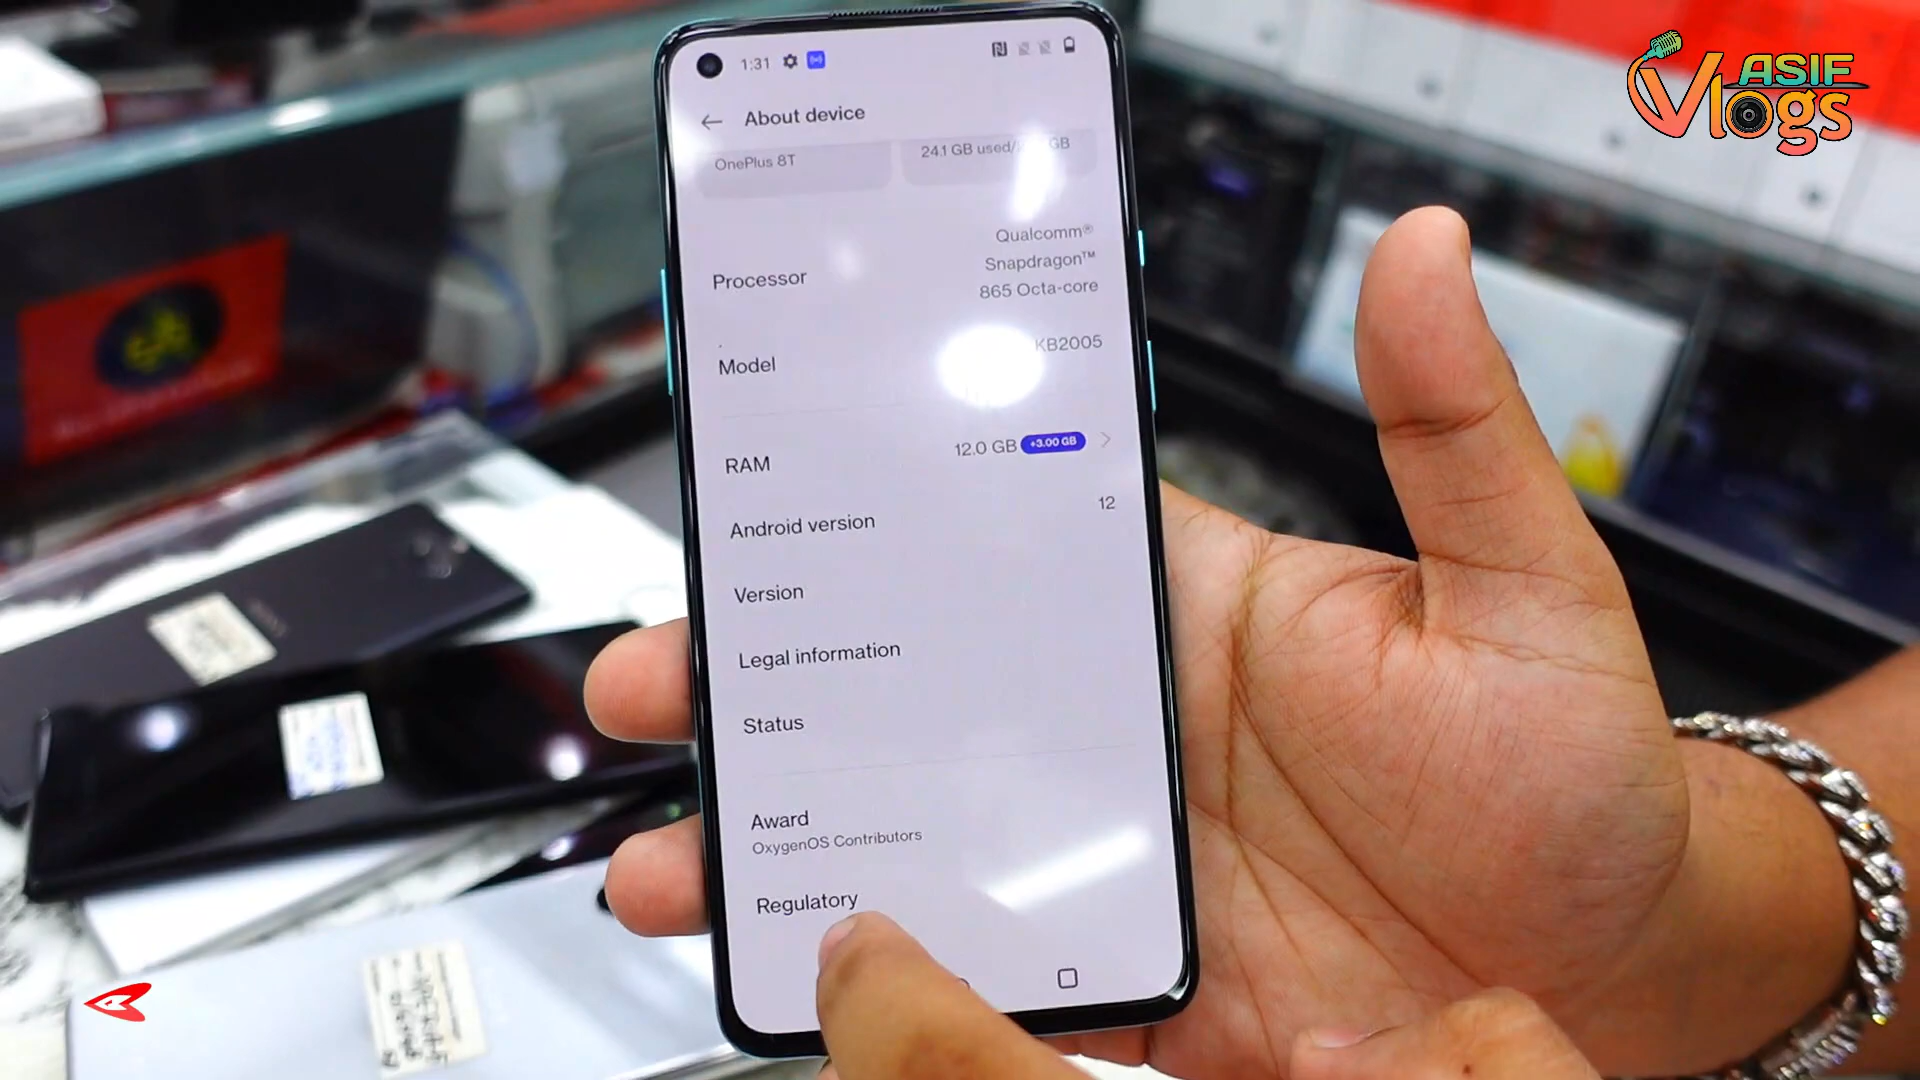 ASIF
Vlogs
1:31
About device
OnePlus 8T
24.1 GB used/ GB
Processor
Qualcomm®
Snapdragon™
865 Octa-core
Model
KB2005
RAM
12.0 GB +3.00 GB
Android version
12
Version
Legal information
Status
Award
OxygenOS Contributors
Regulatory